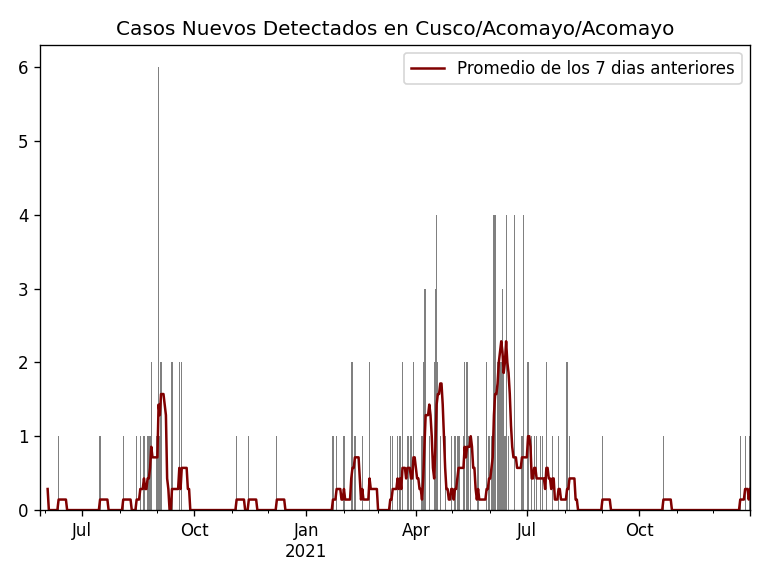 Casos Nuevos Detectados en Cusco/Acomayo/Acomayo
Promedio de los 7 dias anteriores
6
5
4
3
2
1
0
Jul
Oct
Jan
2021
Apr
Jul
Oct